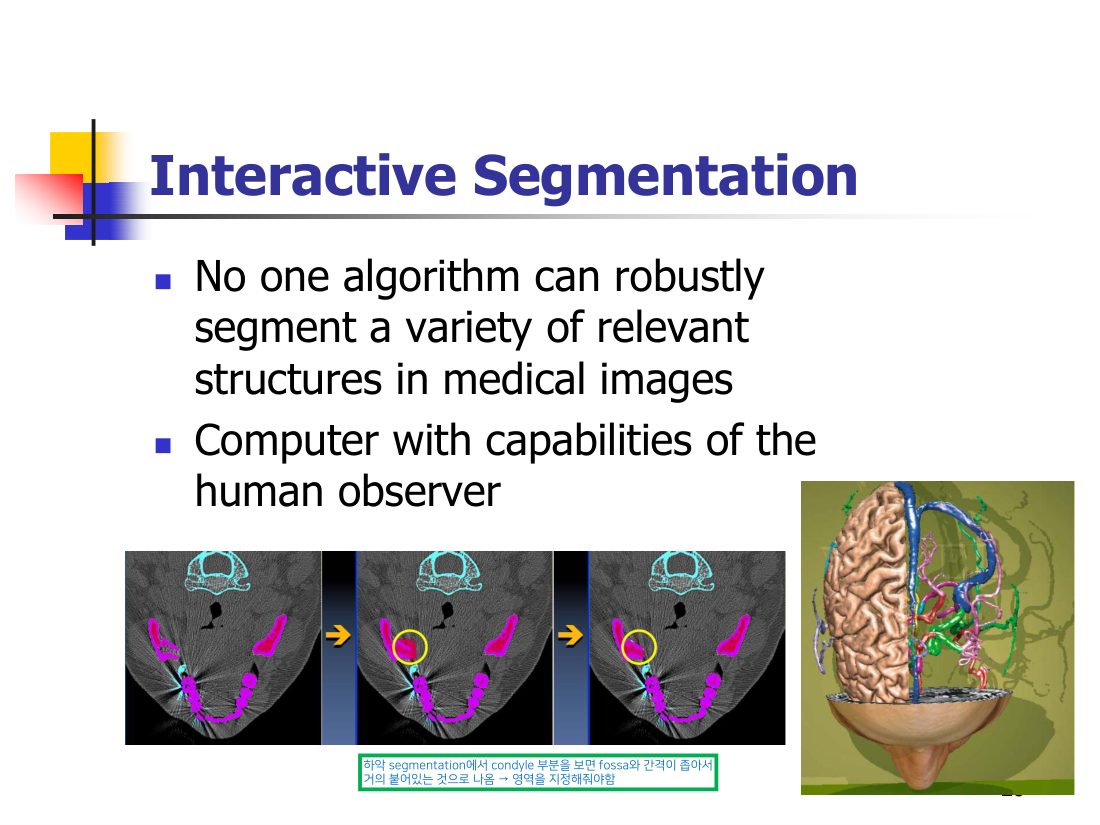 Interactive Segmentation
No one algorithm can robustly
segment a variety of relevant
structures in medical images
Computer with capabilities of the
human observer
하악 segmentation에서 condyle 부분을 보면 fossa와 간격이 좁아서
거의 붙어있는 것으로 나옴 → 영역을 지정해줘야함